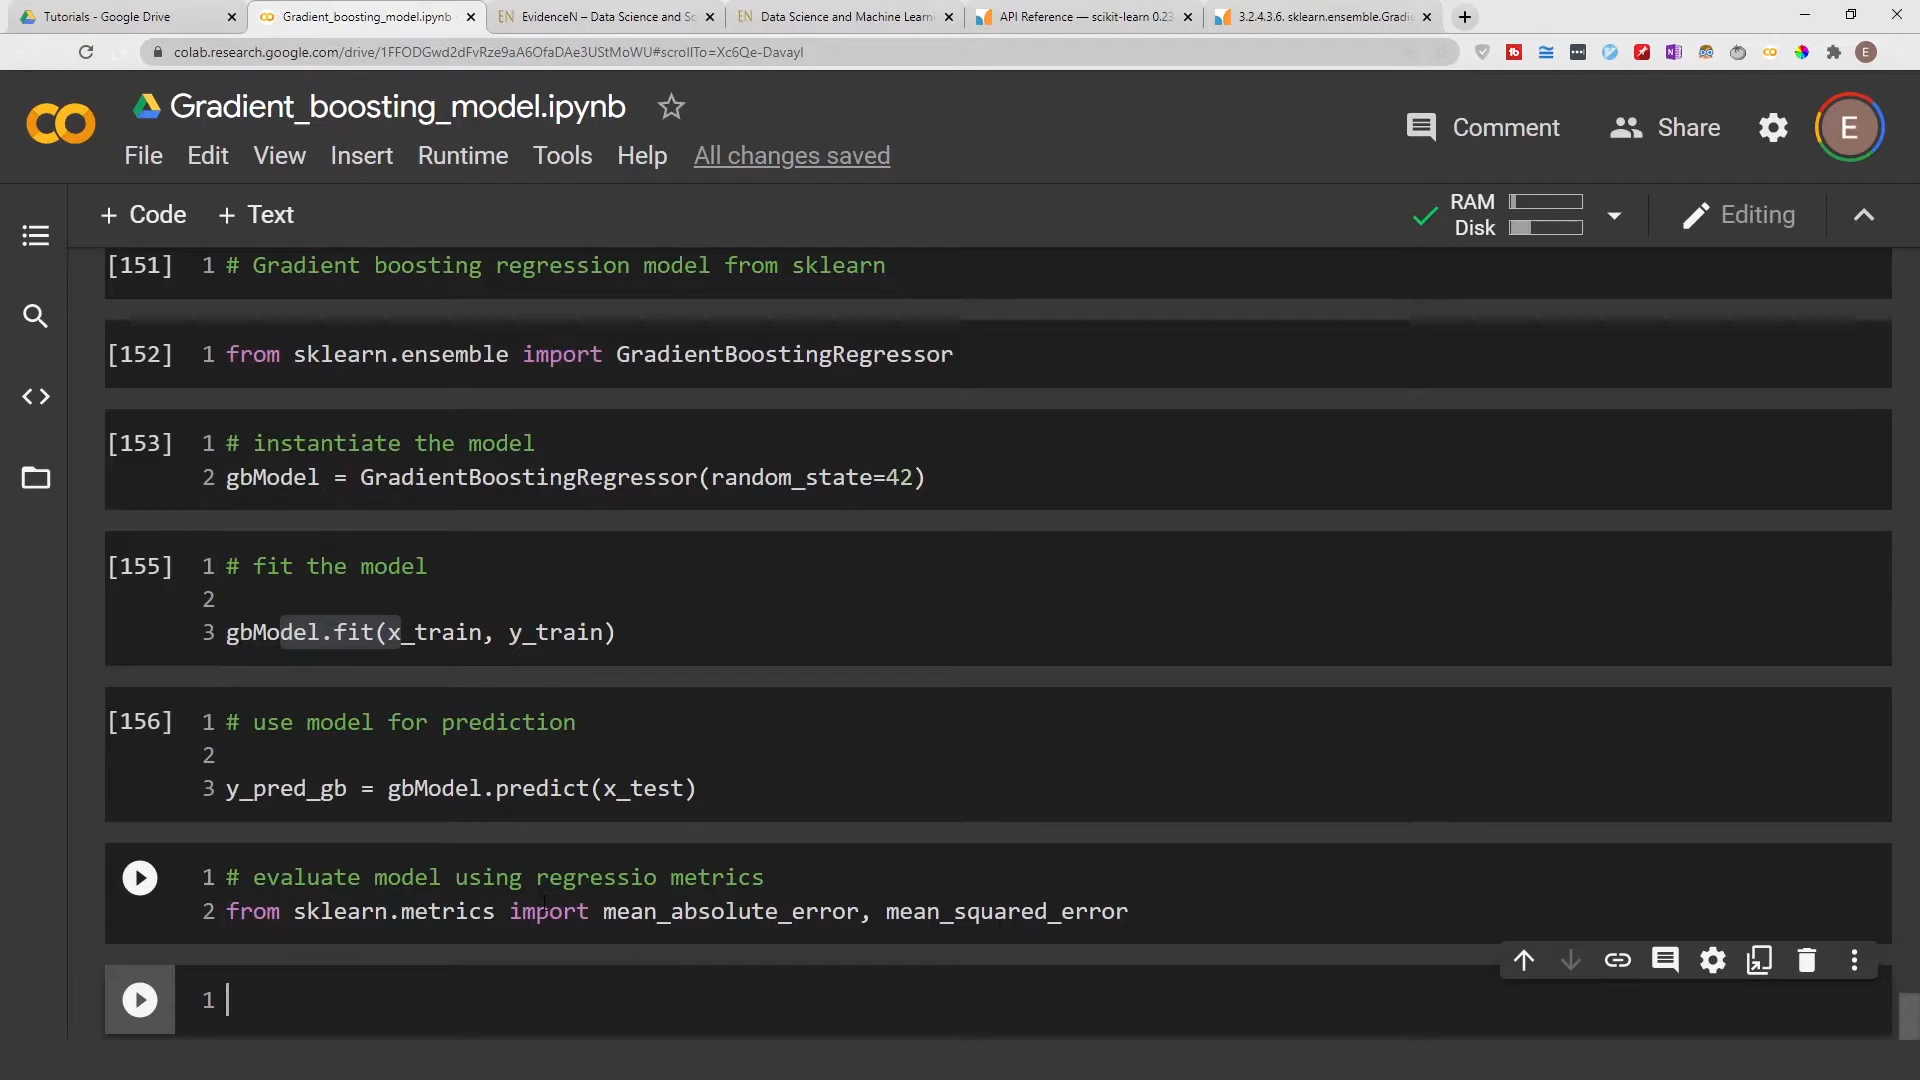 Tutorials - Google Drive
Gradient_boosting_model.ipynb
EN EvidenceN – Data Science and Sc
EN Data Science and Machine Learni
API Reference — scikit-learn 0.23
3.2.4.3.6. sklearn.ensemble.Gradie
colab.research.google.com/drive/1FFODGwd2dFvRze9aA6OfaDAe3UStMoWU#scrollTo=Xc6Qe-DavayI
E
CO
Gradient_boosting_model.ipynb
Comment
Share
E
File Edit View Insert Runtime Tools Help All changes saved
+ Code + Text
RAM
Disk
Editing
[151] 1 # Gradient boosting regression model from sklearn
[152] 1 from sklearn.ensemble import GradientBoostingRegressor
[153] 1 # instantiate the model
2 gbModel = GradientBoostingRegressor(random_state=42)
[155] 1 # fit the model
2
3 gbModel.fit(x_train, y_train)
[156] 1 # use model for prediction
2
3 y_pred_gb = gbModel.predict(x_test)
1 # evaluate model using regressio metrics
2 from sklearn.metrics import mean_absolute_error, mean_squared_error
1